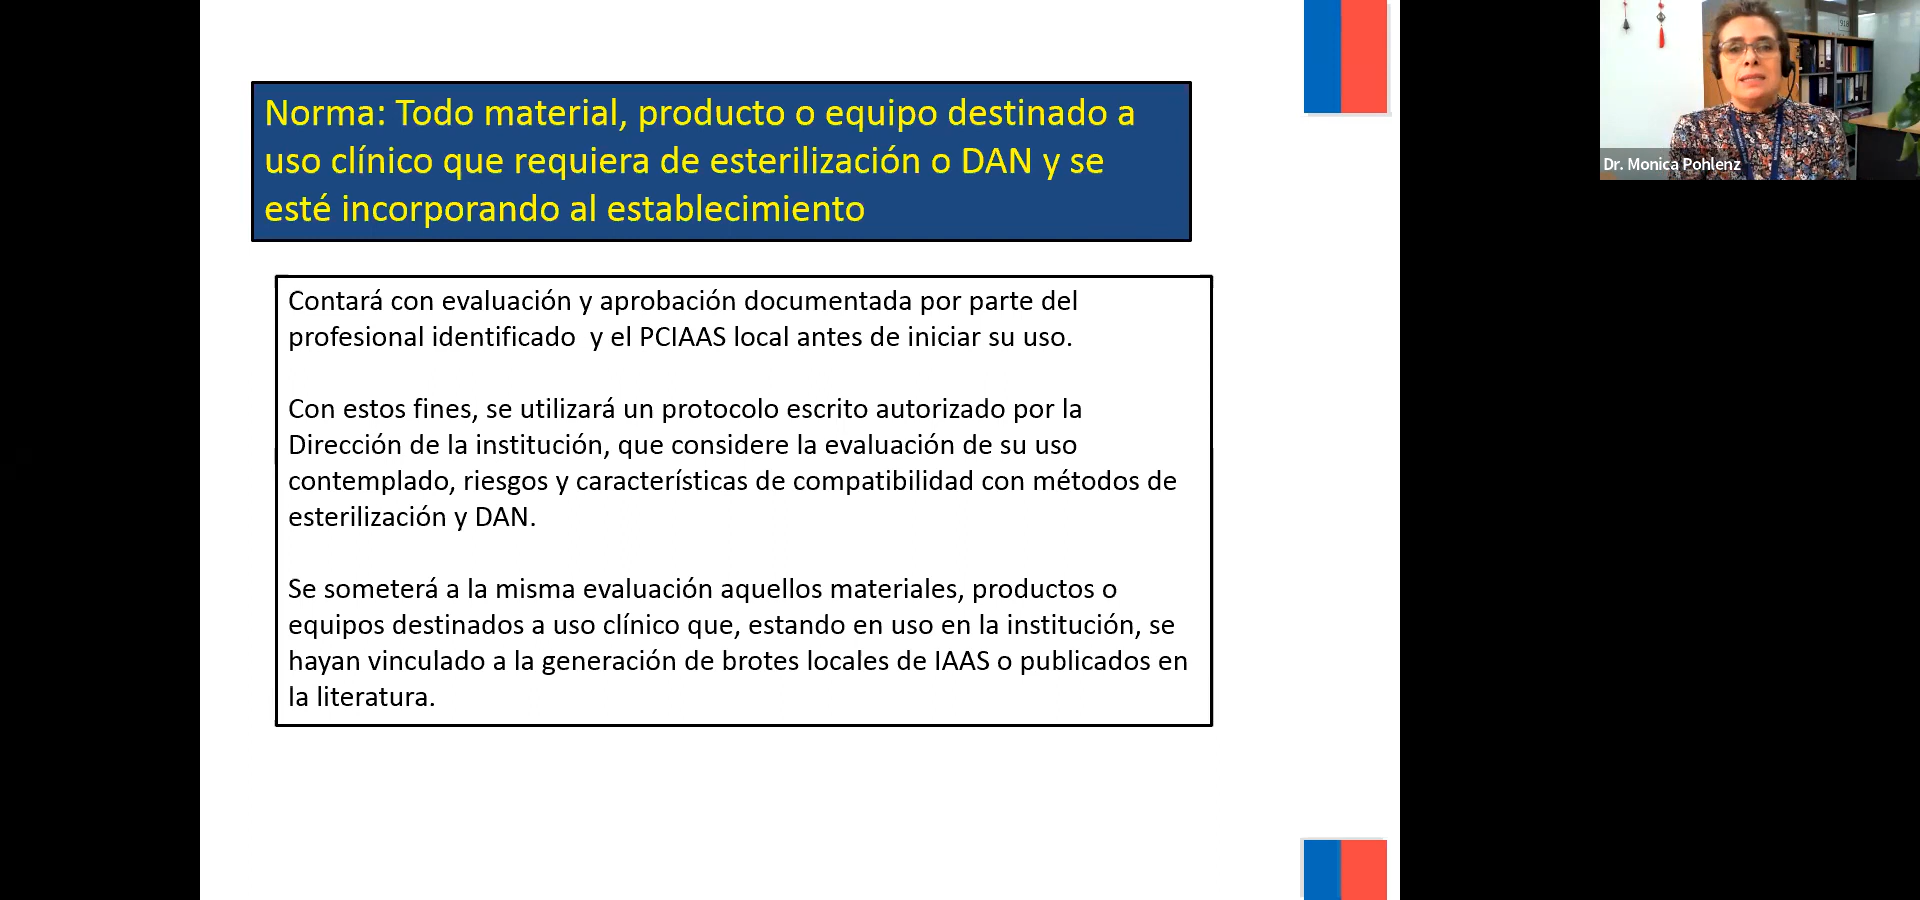 Norma: Todo material, producto o equipo destinado a
uso clínico que requiera de esterilización o DAN y se
esté incorporando al establecimiento
Contará con evaluación y aprobación documentada por parte del
profesional identificado  y el PCIAAS local antes de iniciar su uso.
Con estos fines, se utilizará un protocolo escrito autorizado por la
Dirección de la institución, que considere la evaluación de su uso
contemplado, riesgos y características de compatibilidad con métodos de
esterilización y DAN.
Se someterá a la misma evaluación aquellos materiales, productos o
equipos destinados a uso clínico que, estando en uso en la institución, se
hayan vinculado a la generación de brotes locales de IAAS o publicados en
la literatura.
Dr. Monica Pohlenz